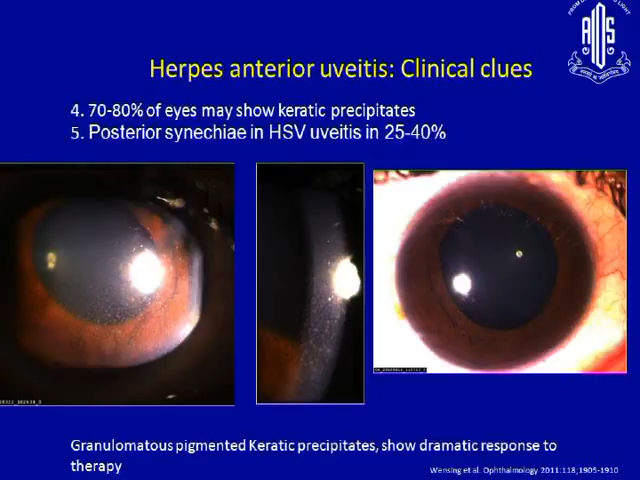 AIOS
Herpes anterior uveitis: Clinical clues
4. 70-80% of eyes may show keratic precipitates
5. Posterior synechiae in HSV uveitis in 25-40%
Granulomatous pigmented Keratic precipitates, show dramatic response to
therapy
Wensing et al. Ophthalmology 2011:118;1905-1910